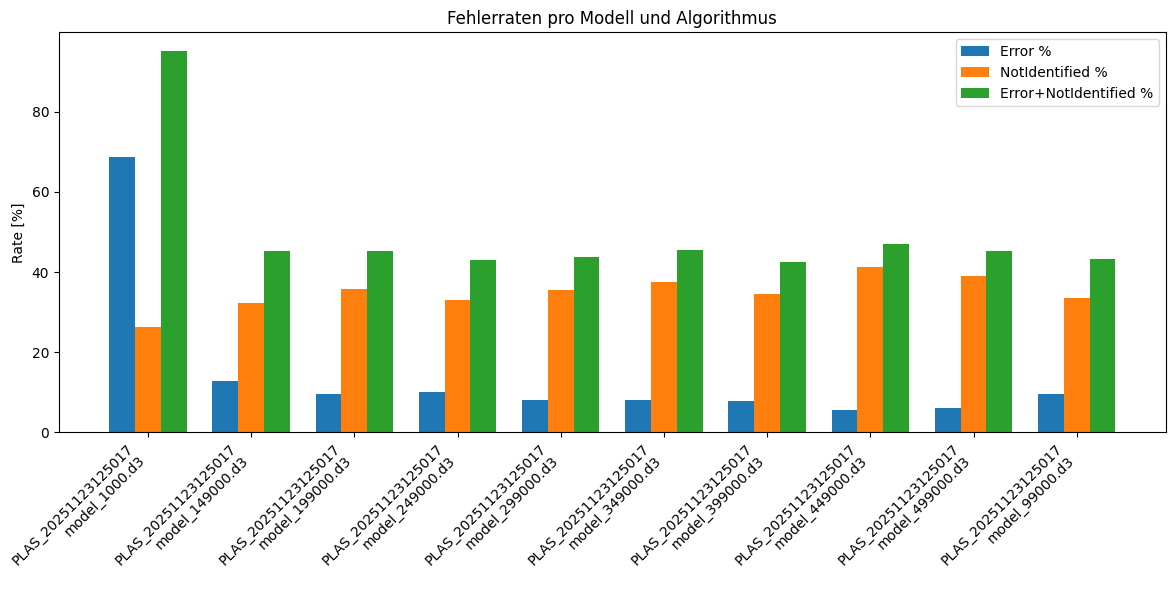 Fehlerraten pro Modell und Algorithmus
Error %
NotIdentified %
Error+NotIdentified %
Rate [%]
80
60
40
20
0
PLAS_20251123125017
model_1000.d3
PLAS_20251123125017
model_149000.d3
PLAS_20251123125017
model_199000.d3
PLAS_20251123125017
model_249000.d3
PLAS_20251123125017
model_299000.d3
PLAS_20251123125017
model_349000.d3
PLAS_20251123125017
model_399000.d3
PLAS_20251123125017
model_449000.d3
PLAS_20251123125017
model_499000.d3
PLAS_20251123125017
model_99000.d3